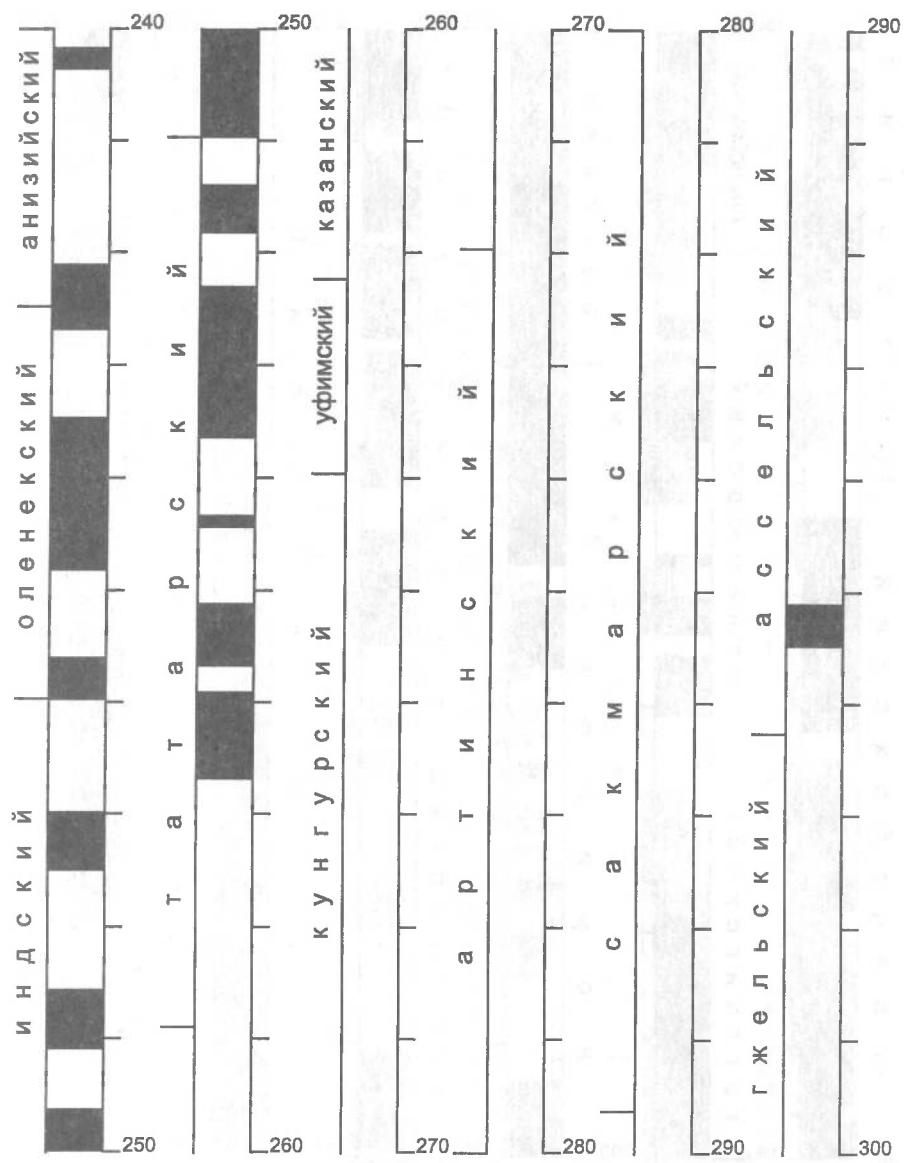 240 250 260 270 280 290
анизийский
оленекский
индский
татарский
казанский
уфимский
кунгурский
артинский
сакмарский
ассельский
гжельский
250 260 270 280 290 300